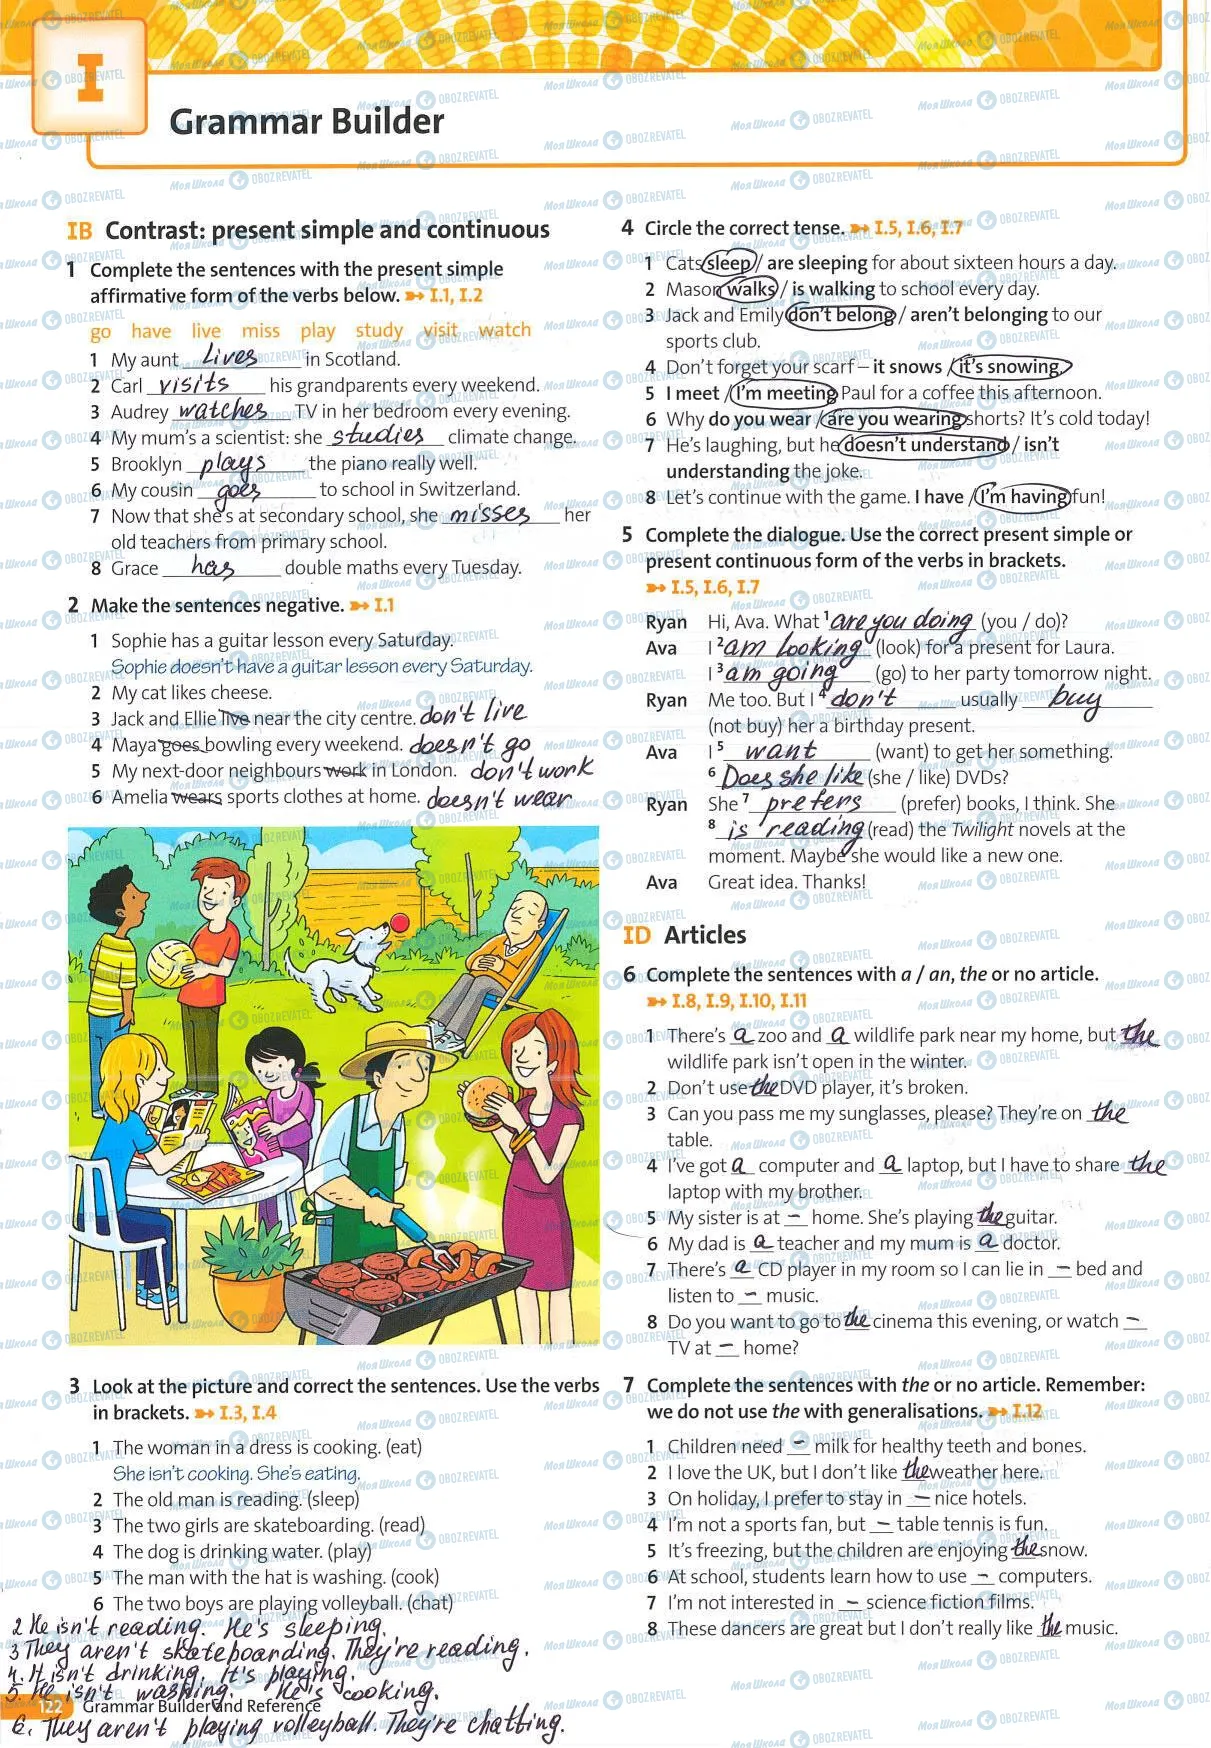 I
Grammar Builder
IB Contrast: present simple and continuous
1 Complete the sentences with the present simple
affirmative form of the verbs below. ➳ I.1, I.2
go have live miss play study visit watch
1 My aunt lives in Scotland.
2 Carl visits his grandparents every weekend.
3 Audrey watches TV in her bedroom every evening.
4 My mum's a scientist: she studies climate change.
5 Brooklyn plays the piano really well.
6 My cousin goes to school in Switzerland.
7 Now that she's at secondary school, she misses her
old teachers from primary school.
8 Grace has double maths every Tuesday.
2 Make the sentences negative. ➳ I.1
1 Sophie has a guitar lesson every Saturday.
Sophie doesn't have a guitar lesson every Saturday.
2 My cat likes cheese.
3 Jack and Ellie live near the city centre. don't live
4 Maya goes bowling every weekend. doesn't go
5 My next-door neighbours work in London. don't work
6 Amelia wears sports clothes at home. doesn't wear
3 Look at the picture and correct the sentences. Use the verbs
in brackets. ➳ I.3, I.4
1 The woman in a dress is cooking. (eat)
She isn't cooking. She's eating.
2 The old man is reading. (sleep)
3 The two girls are skateboarding. (read)
4 The dog is drinking water. (play)
5 The man with the hat is washing. (cook)
6 The two boys are playing volleyball. (chat)
2 He isn't reading. He's sleeping.
3 They aren't skateboarding. They're reading.
4. It isn't drinking. It's playing.
5. He isn't washing. He's cooking.
122 Grammar Builder and Reference
6. They aren't playing volleyball. They're chatting.
4 Circle the correct tense. ➳ I.5, I.6, I.7
1 Cats sleep / are sleeping for about sixteen hours a day.
2 Mason walks / is walking to school every day.
3 Jack and Emily don't belong / aren't belonging to our
sports club.
4 Don't forget your scarf – it snows / it's snowing.
5 I meet / I'm meeting Paul for a coffee this afternoon.
6 Why do you wear / are you wearing shorts? It's cold today!
7 He's laughing, but he doesn't understand / isn't
understanding the joke.
8 Let's continue with the game. I have / I'm having fun!
5 Complete the dialogue. Use the correct present simple or
present continuous form of the verbs in brackets.
➳ I.5, I.6, I.7
Ryan Hi, Ava. What 1 are you doing (you / do)?
Ava I 2 am looking (look) for a present for Laura.
I 3 am going (go) to her party tomorrow night.
Ryan Me too. But I 4 don't usually buy
(not buy) her a birthday present.
Ava I 5 want (want) to get her something.
6 Does she like (she / like) DVDs?
Ryan She 7 prefers (prefer) books, I think. She
8 is reading (read) the Twilight novels at the
moment. Maybe she would like a new one.
Ava Great idea. Thanks!
ID Articles
6 Complete the sentences with a / an, the or no article.
➳ I.8, I.9, I.10, I.11
1 There's a zoo and a wildlife park near my home, but the
wildlife park isn't open in the winter.
2 Don't use the DVD player, it's broken.
3 Can you pass me my sunglasses, please? They're on the
table.
4 I've got a computer and a laptop, but I have to share the
laptop with my brother.
5 My sister is at – home. She's playing the guitar.
6 My dad is a teacher and my mum is a doctor.
7 There's a CD player in my room so I can lie in – bed and
listen to – music.
8 Do you want to go to the cinema this evening, or watch –
TV at – home?
7 Complete the sentences with the or no article. Remember:
we do not use the with generalisations. ➳ I.12
1 Children need – milk for healthy teeth and bones.
2 I love the UK, but I don't like the weather here.
3 On holiday, I prefer to stay in – nice hotels.
4 I'm not a sports fan, but – table tennis is fun.
5 It's freezing, but the children are enjoying the snow.
6 At school, students learn how to use – computers.
7 I'm not interested in – science fiction films.
8 These dancers are great but I don't really like the music.
Моя Школа OBOZREVATEL